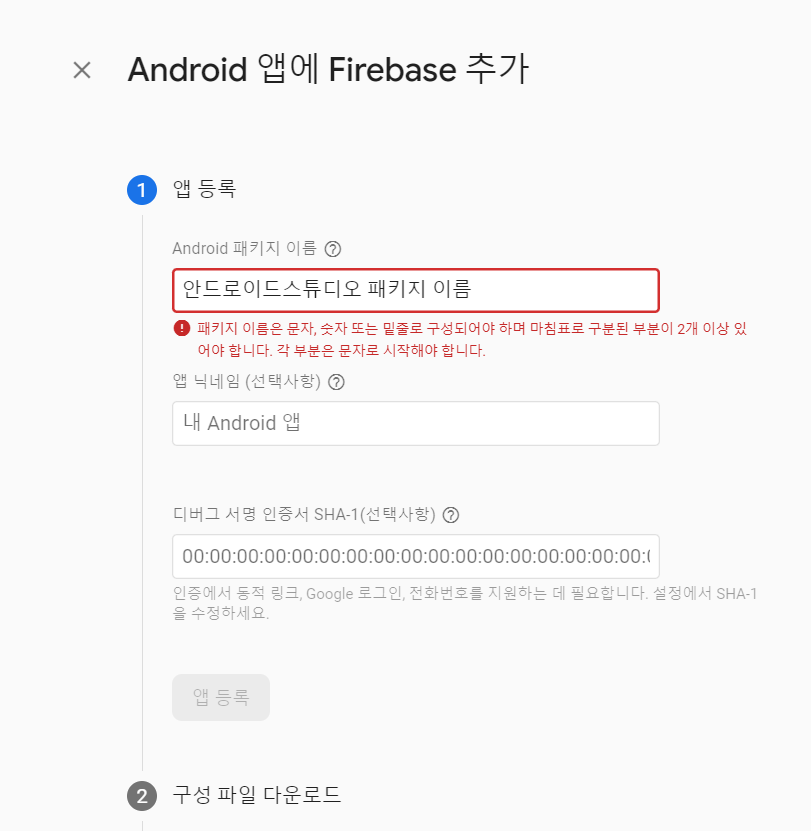 Android 앱에 Firebase 추가
1 앱 등록
Android 패키지 이름
안드로이드스튜디오 패키지 이름
패키지 이름은 문자, 숫자 또는 밑줄로 구성되어야 하며 마침표로 구분된 부분이 2개 이상 있
어야 합니다. 각 부분은 문자로 시작해야 합니다.
앱 닉네임 (선택사항)
내 Android 앱
디버그 서명 인증서 SHA-1(선택사항)
00:00:00:00:00:00:00:00:00:00:00:00:00:00:00:00:00:
인증에서 동적 링크, Google 로그인, 전화번호를 지원하는 데 필요합니다. 설정에서 SHA-1
을 수정하세요.
앱 등록
2 구성 파일 다운로드